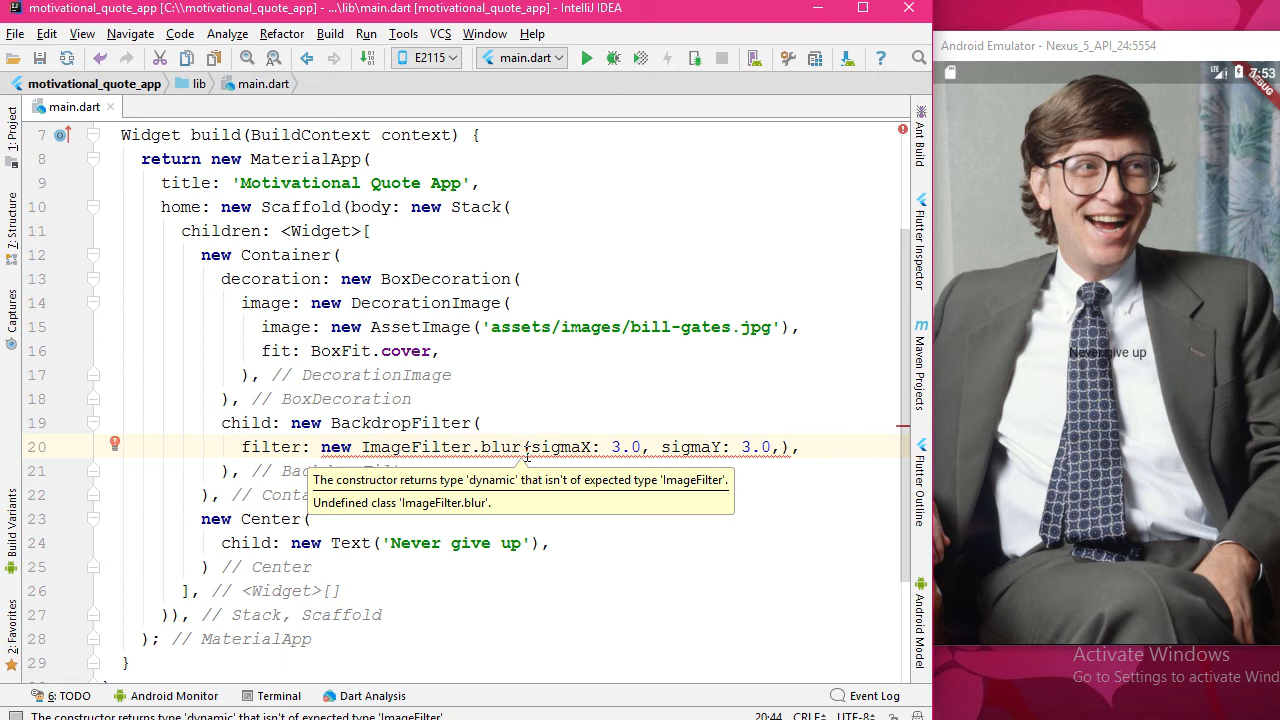 motivational_quote_app [C:\\motivational_quote_app] - ...\lib\main.dart [motivational_quote_app] - IntelliJ IDEA
File Edit View Navigate Code Analyze Refactor Build Run Tools VCS Window Help
E2115 main.dart
motivational_quote_app lib main.dart
main.dart
7 Widget build(BuildContext context) {
8 return new MaterialApp(
9 title: 'Motivational Quote App',
10 home: new Scaffold(body: new Stack(
11 children: <Widget>[
12 new Container(
13 decoration: new BoxDecoration(
14 image: new DecorationImage(
15 image: new AssetImage('assets/images/bill-gates.jpg'),
16 fit: BoxFit.cover,
17 ), // DecorationImage
18 ), // BoxDecoration
19 child: new BackdropFilter(
20 filter: new ImageFilter.blur(sigmaX: 3.0, sigmaY: 3.0,),
21 ), // Ba
The constructor returns type 'dynamic' that isn't of expected type 'ImageFilter'.
Undefined class 'ImageFilter.blur'.
22 ), // Conta
23 new Center(
24 child: new Text('Never give up'),
25 ) // Center
26 ], // <Widget>[]
27 )), // Stack, Scaffold
28 ); // MaterialApp
29 }
1: Project
7: Structure
Captures
Build Variants
2: Favorites
Ant Build
Flutter Inspector
Maven Projects
Flutter Outline
Android Model
6: TODO Android Monitor Terminal Dart Analysis Event Log
The constructor returns type 'dynamic' that isn't of expected type 'ImageFilter'.
20:44 CRLF UTF-8
Android Emulator - Nexus_5_API_24:5554
LTE 7:53
DEBUG
Never give up
Activate Windows
Go to Settings to activate Wind